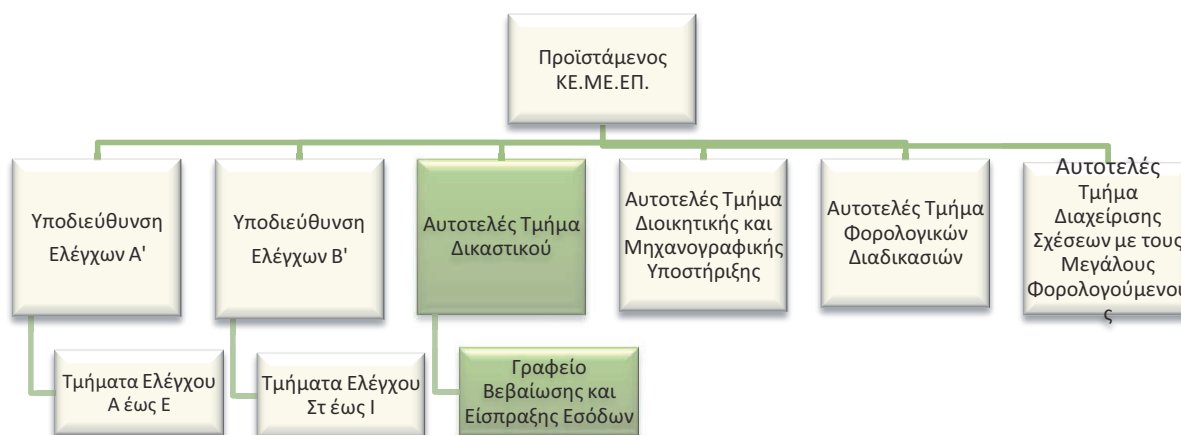 Προϊστάμενος
ΚΕ.ΜΕ.ΕΠ.
Υποδιεύθυνση
Ελέγχων Α'
Υποδιεύθυνση
Ελέγχων Β'
Αυτοτελές Τμήμα
Δικαστικού
Αυτοτελές Τμήμα
Διοικητικής και
Μηχανογραφικής
Υποστήριξης
Αυτοτελές Τμήμα
Φορολογικών
Διαδικασιών
Αυτοτελές
Τμήμα
Διαχείρισης
Σχέσεων με τους
Μεγάλους
Φορολογούμενου
ς
Τμήματα Ελέγχου
Α έως Ε
Τμήματα Ελέγχου
Στ έως Ι
Γραφείο
Βεβαίωσης και
Είσπραξης Εσόδων